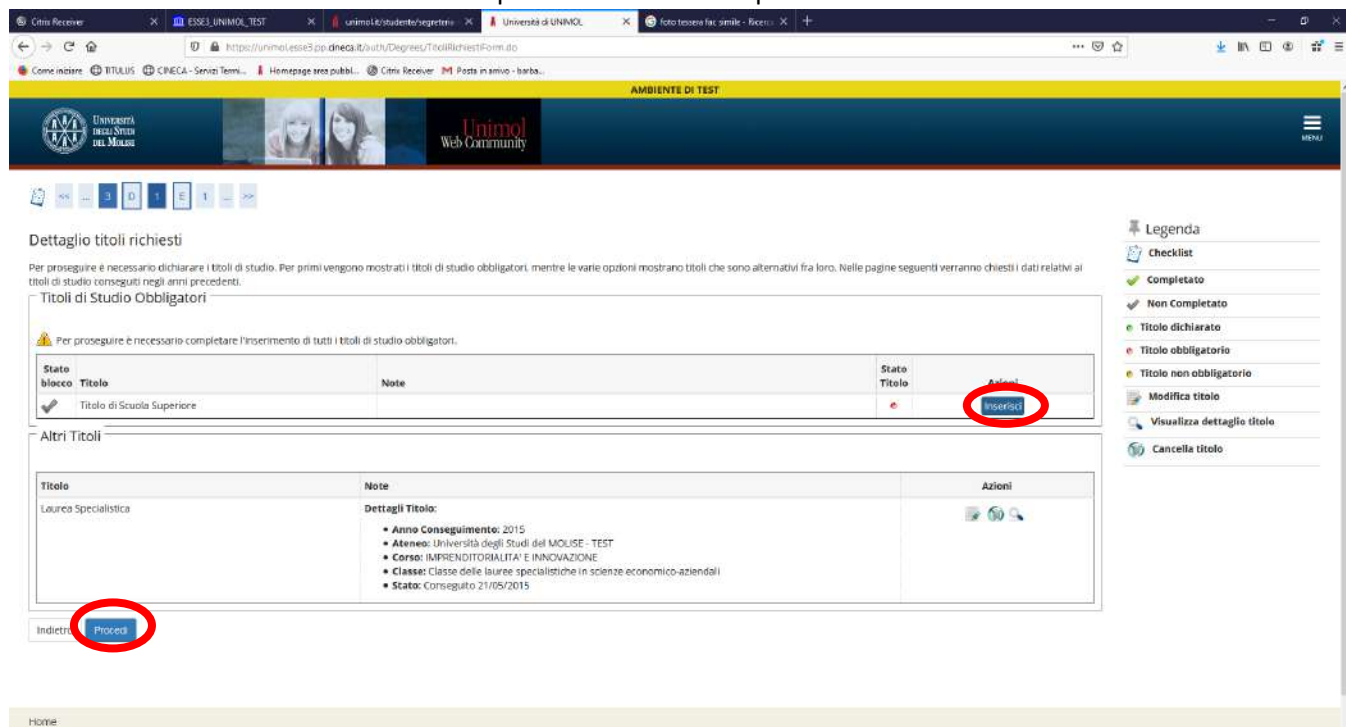 Citrix Receiver
ESSE3_UNIMOL_TEST
unimol.it/studente/segreteria
Università di UNIMOL
foto tessera fac simile - Ricerca
https://unimol.esse3.pp.cineca.it/auth/Degrees/TitoliRichiestiForm.do
Come iniziare TITULUS CINECA - Servizi Termi... Homepage area pubbl... Citrix Receiver Posta in arrivo - barba...
AMBIENTE DI TEST
UNIVERSITÀ
DEGLI STUDI
DEL MOLISE
Unimol
Web Community
MENU
<< ... 3 D 1 E 1 ... >>
Dettaglio titoli richiesti
Per proseguire è necessario dichiarare i titoli di studio. Per primi vengono mostrati i titoli di studio obbligatori, mentre le varie opzioni mostrano titoli che sono alternativi fra loro. Nelle pagine seguenti verranno chiesti i dati relativi ai
titoli di studio conseguiti negli anni precedenti.
Titoli di Studio Obbligatori
Per proseguire è necessario completare l'inserimento di tutti i titoli di studio obbligatori.
Stato blocco Titolo Note Stato Titolo Azioni
Titolo di Scuola Superiore Inserisci
Altri Titoli
Titolo Note Azioni
Laurea Specialistica Dettagli Titolo:
• Anno Conseguimento: 2015
• Ateneo: Università degli Studi del MOLISE - TEST
• Corso: IMPRENDITORIALITA' E INNOVAZIONE
• Classe: Classe delle lauree specialistiche in scienze economico-aziendali
• Stato: Conseguito 21/05/2015
Indietro Procedi
Legenda
Checklist
Completato
Non Completato
Titolo dichiarato
Titolo obbligatorio
Titolo non obbligatorio
Modifica titolo
Visualizza dettaglio titolo
Cancella titolo
Home